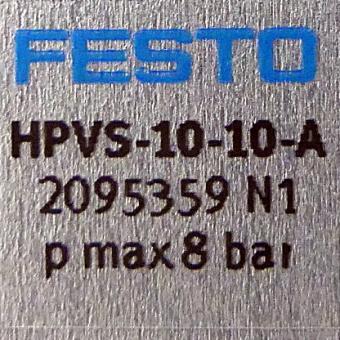 FESTO
HPVS-10-10-A
2095359 N1
p max 8 bar